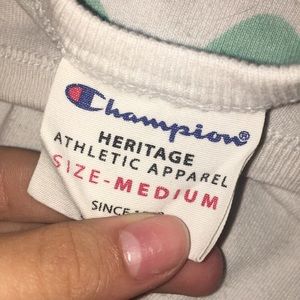 Champion®
HERITAGE
ATHLETIC APPAREL
SIZE-MEDIUM
SINCE